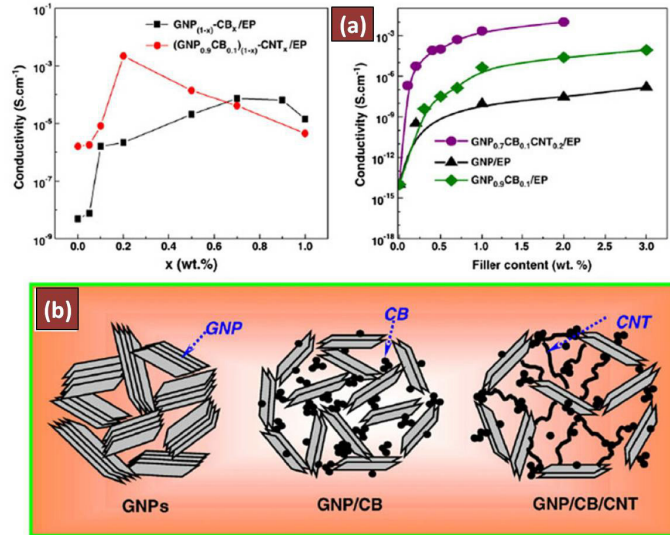 GNP(1-x)-CBx/EP
(GNP0.9CB0.1)(1-x)-CNTx/EP
Conductivity (S.cm-1)
10-1
10-3
10-5
10-7
10-9
0.0 0.2 0.4 0.6 0.8 1.0
x (wt.%)
(a)
Conductivity (S.cm-1)
100
10-3
10-6
10-9
10-12
10-15
10-18
GNP0.7CB0.1CNT0.2/EP
GNP/EP
GNP0.9CB0.1/EP
0.0 0.5 1.0 1.5 2.0 2.5 3.0
Filler content (wt. %)
(b)
GNP
CB
CNT
GNPs
GNP/CB
GNP/CB/CNT